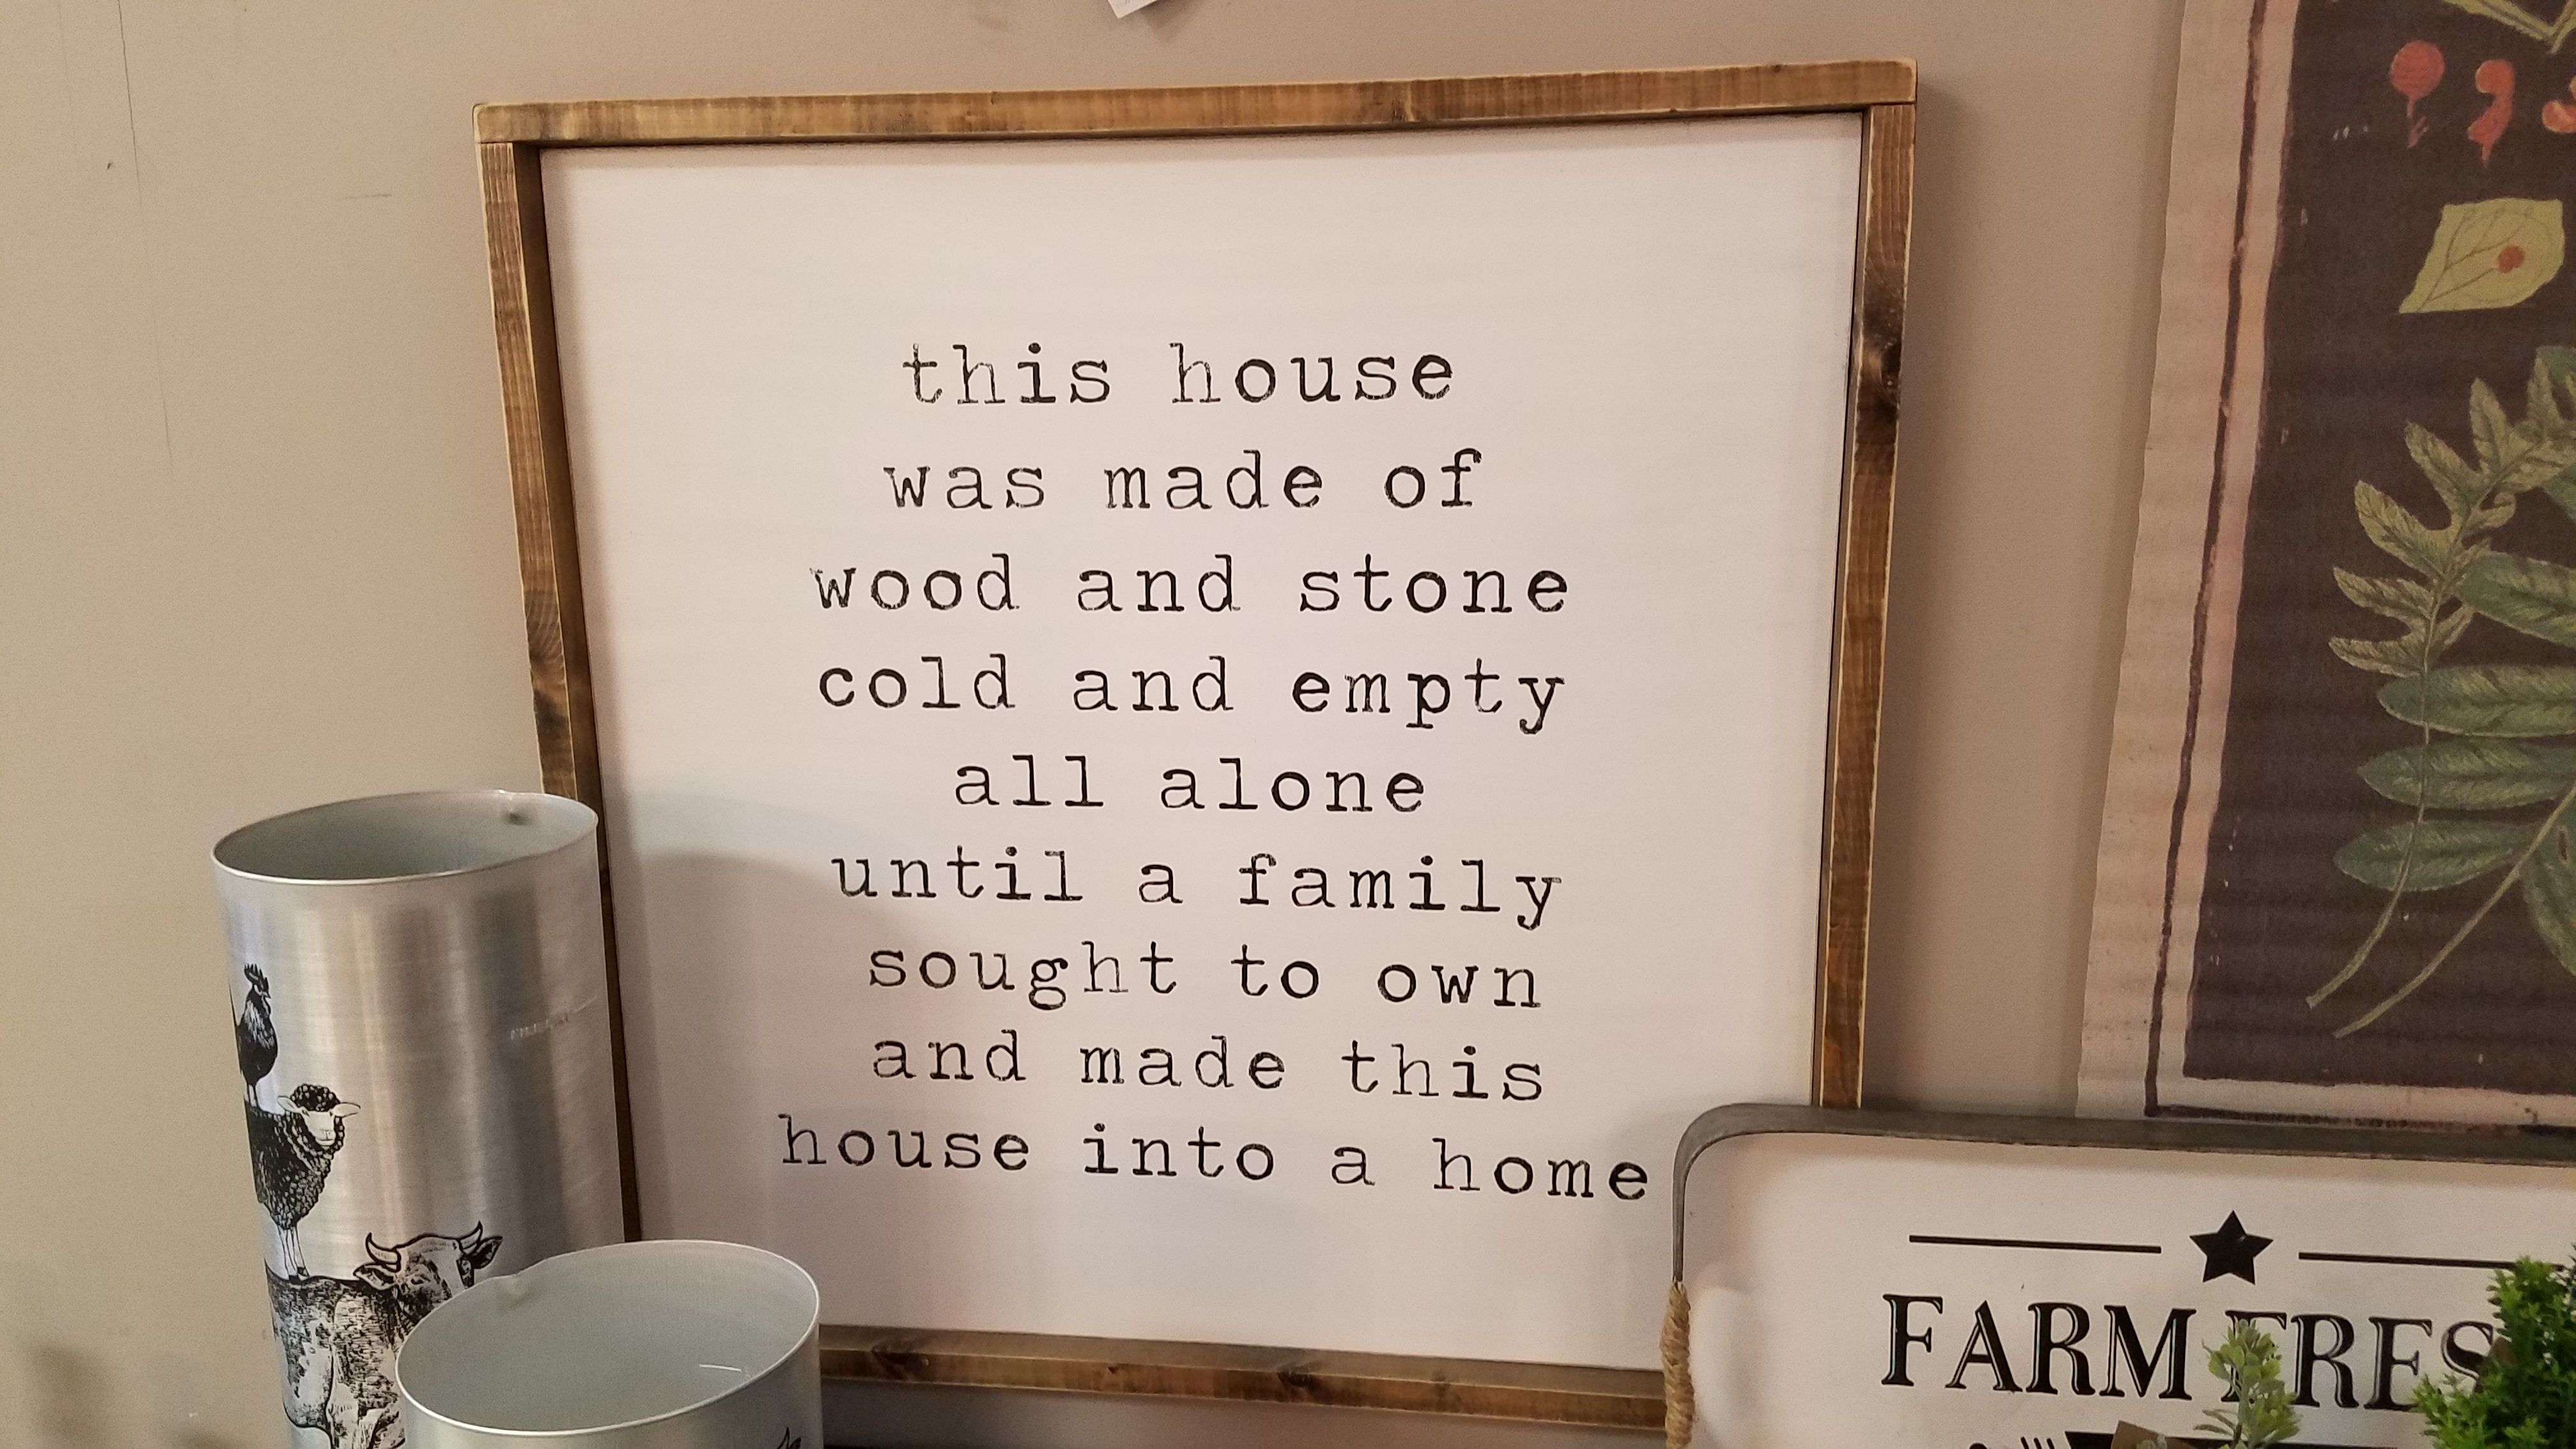 this house
was made of
wood and stone
cold and empty
all alone
until a family
sought to own
and made this
house into a home
FARM FRES